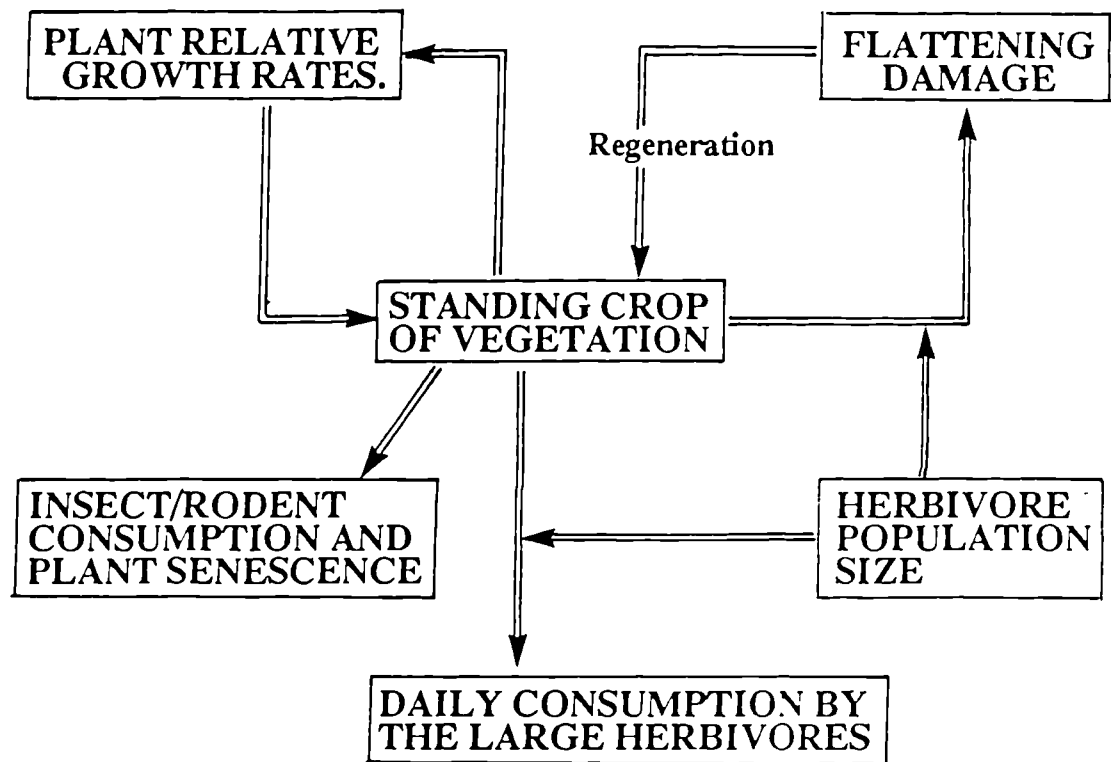 PLANT RELATIVE
GROWTH RATES.
FLATTENING
DAMAGE
Regeneration
STANDING CROP
OF VEGETATION
INSECT/RODENT
CONSUMPTION AND
PLANT SENESCENCE
HERBIVORE
POPULATION
SIZE
DAILY CONSUMPTION BY
THE LARGE HERBIVORES